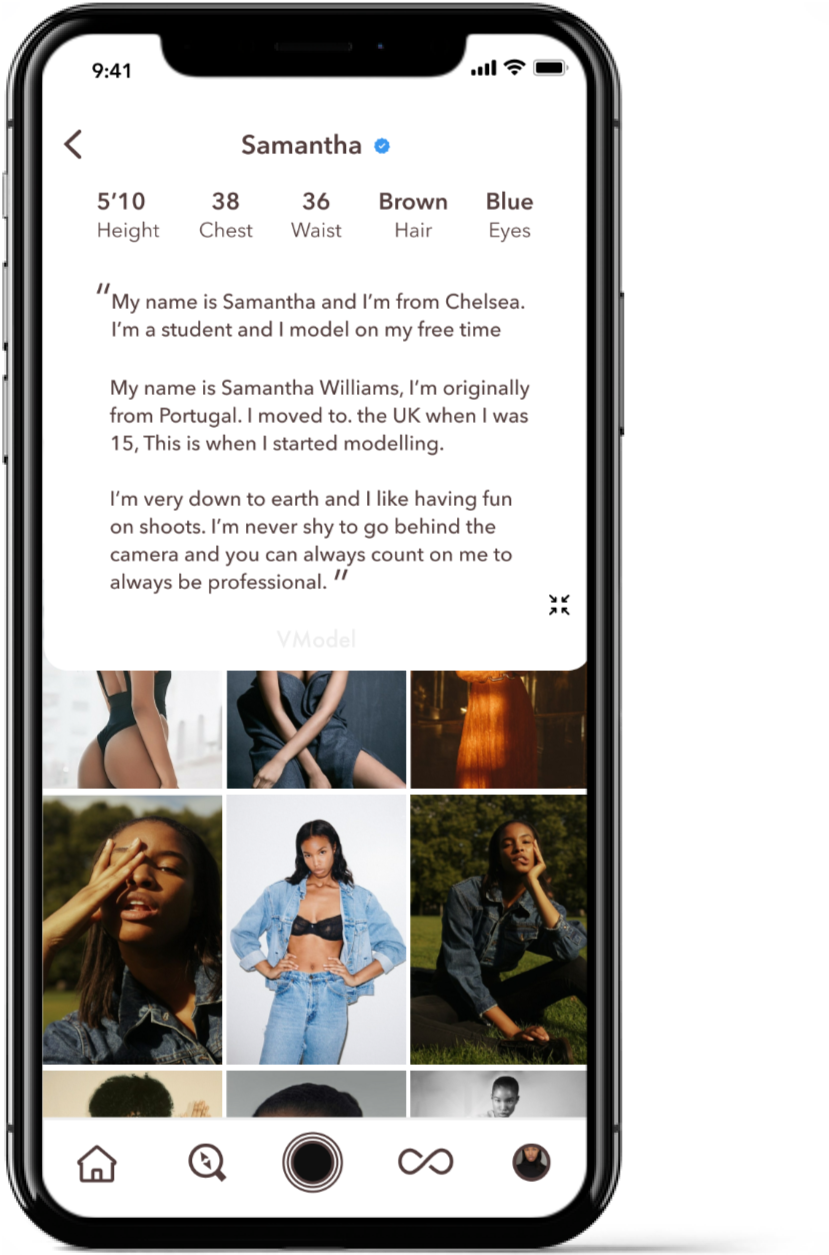 9:41
Samantha
5'10 38 36 Brown Blue
Height Chest Waist Hair Eyes
"My name is Samantha and I'm from Chelsea.
I'm a student and I model on my free time
My name is Samantha Williams, I'm originally
from Portugal. I moved to. the UK when I was
15, This is when I started modelling.
I'm very down to earth and I like having fun
on shoots. I'm never shy to go behind the
camera and you can always count on me to
always be professional. "
VModel